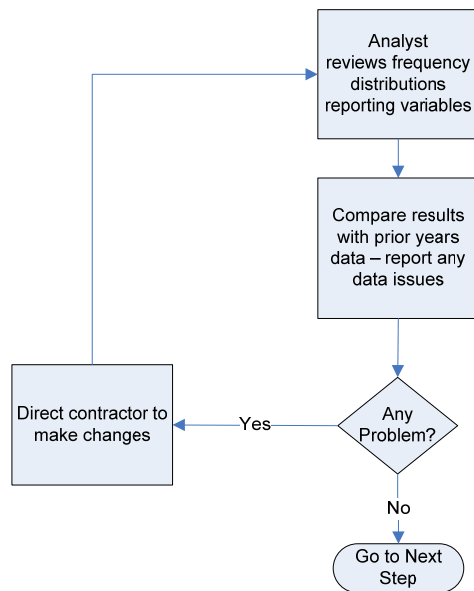 Analyst
reviews frequency
distributions
reporting variables
Compare results
with prior years
data – report any
data issues
Any
Problem?
Yes
Direct contractor to
make changes
No
Go to Next
Step